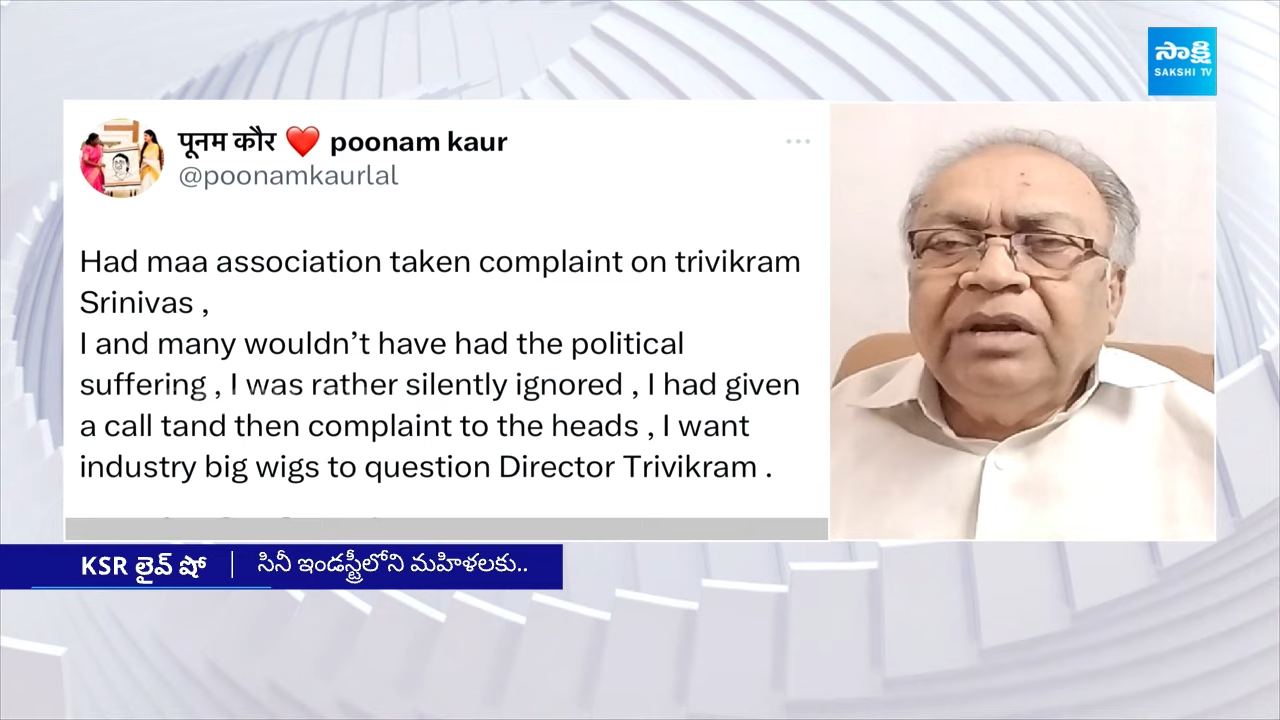 సాక్షి
SAKSHI TV
पूनम कौर ❤️ poonam kaur
@poonamkaurlal
Had maa association taken complaint on trivikram
Srinivas ,
I and many wouldn’t have had the political
suffering , I was rather silently ignored , I had given
a call tand then complaint to the heads , I want
industry big wigs to question Director Trivikram .
KSR లైవ్ షో | సినీ ఇండస్ట్రీలోని మహిళలకు..